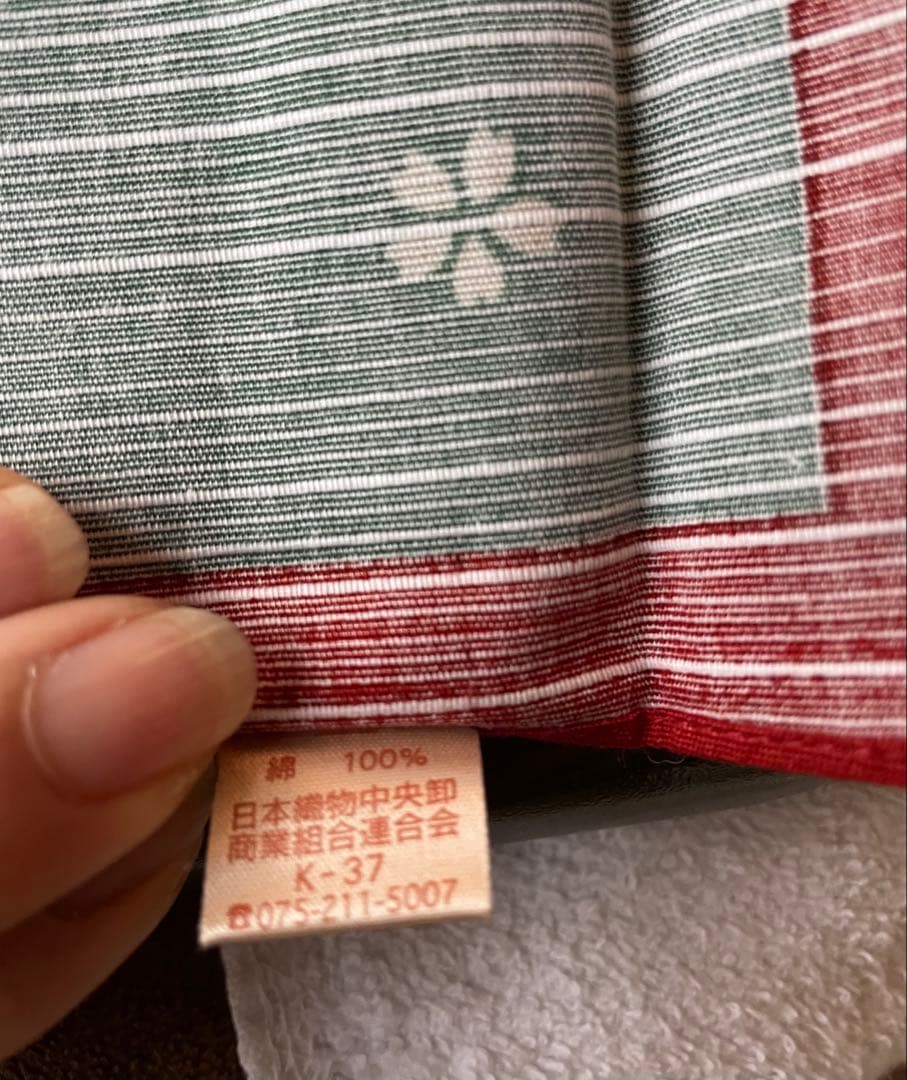 綿 100%
日本織物中央卸
商業組合連合会
K-37
☎075-211-5007